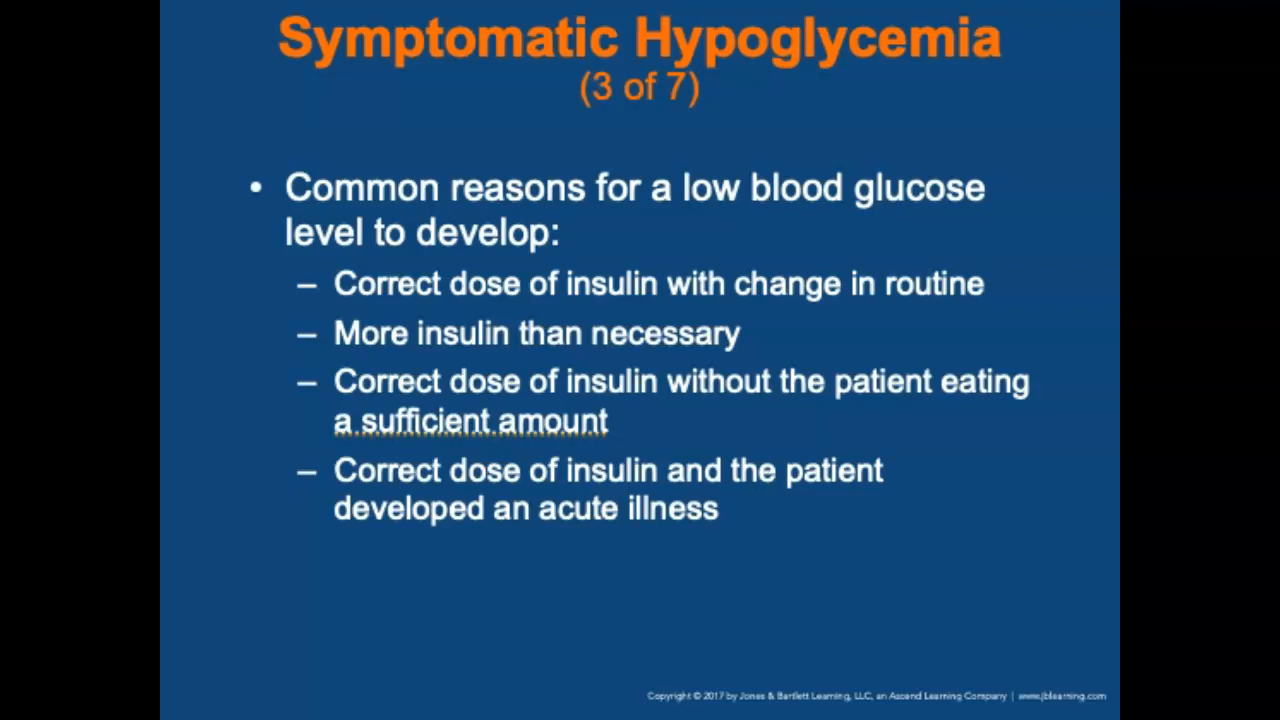 Symptomatic Hypoglycemia
(3 of 7)
• Common reasons for a low blood glucose
level to develop:
– Correct dose of insulin with change in routine
– More insulin than necessary
– Correct dose of insulin without the patient eating
a sufficient amount
– Correct dose of insulin and the patient
developed an acute illness
Copyright © 2017 by Jones & Bartlett Learning, LLC, an Ascend Learning Company | www.jblearning.com